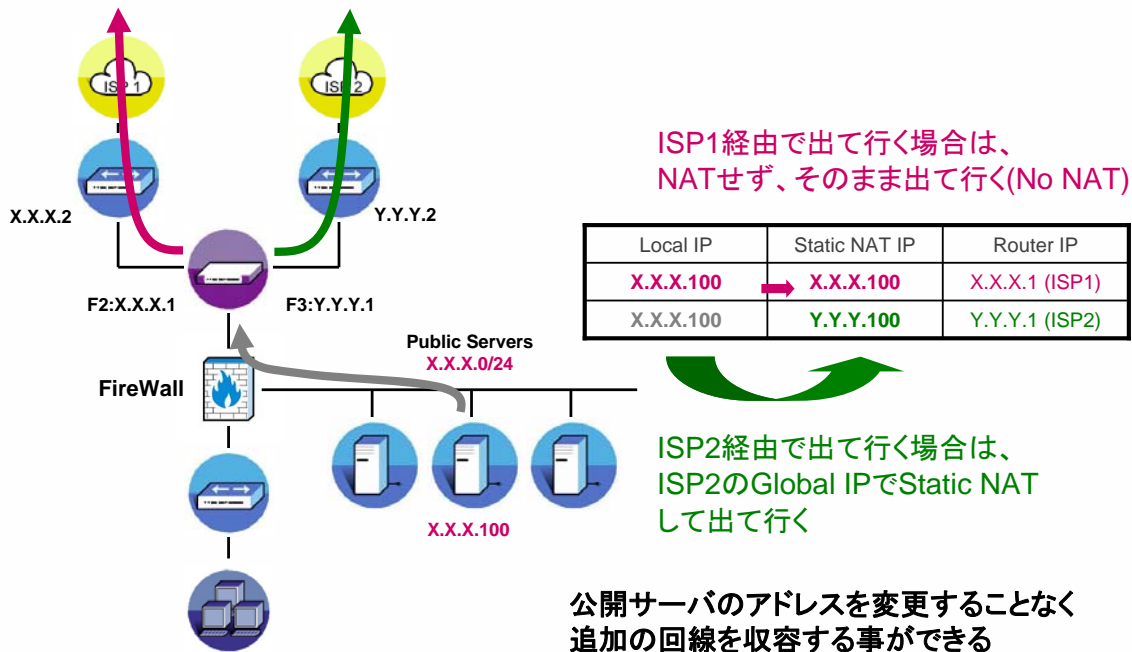 ISP 1
ISP 2
X.X.X.2
Y.Y.Y.2
F2:X.X.X.1
F3:Y.Y.Y.1
FireWall
Public Servers
X.X.X.0/24
X.X.X.100
ISP1経由で出て行く場合は、
NATせず、そのまま出て行く(No NAT)
Local IP Static NAT IP Router IP
X.X.X.100 X.X.X.100 X.X.X.1 (ISP1)
X.X.X.100 Y.Y.Y.100 Y.Y.Y.1 (ISP2)
ISP2経由で出て行く場合は、
ISP2のGlobal IPでStatic NAT
して出て行く
公開サーバのアドレスを変更することなく
追加の回線を収容する事ができる